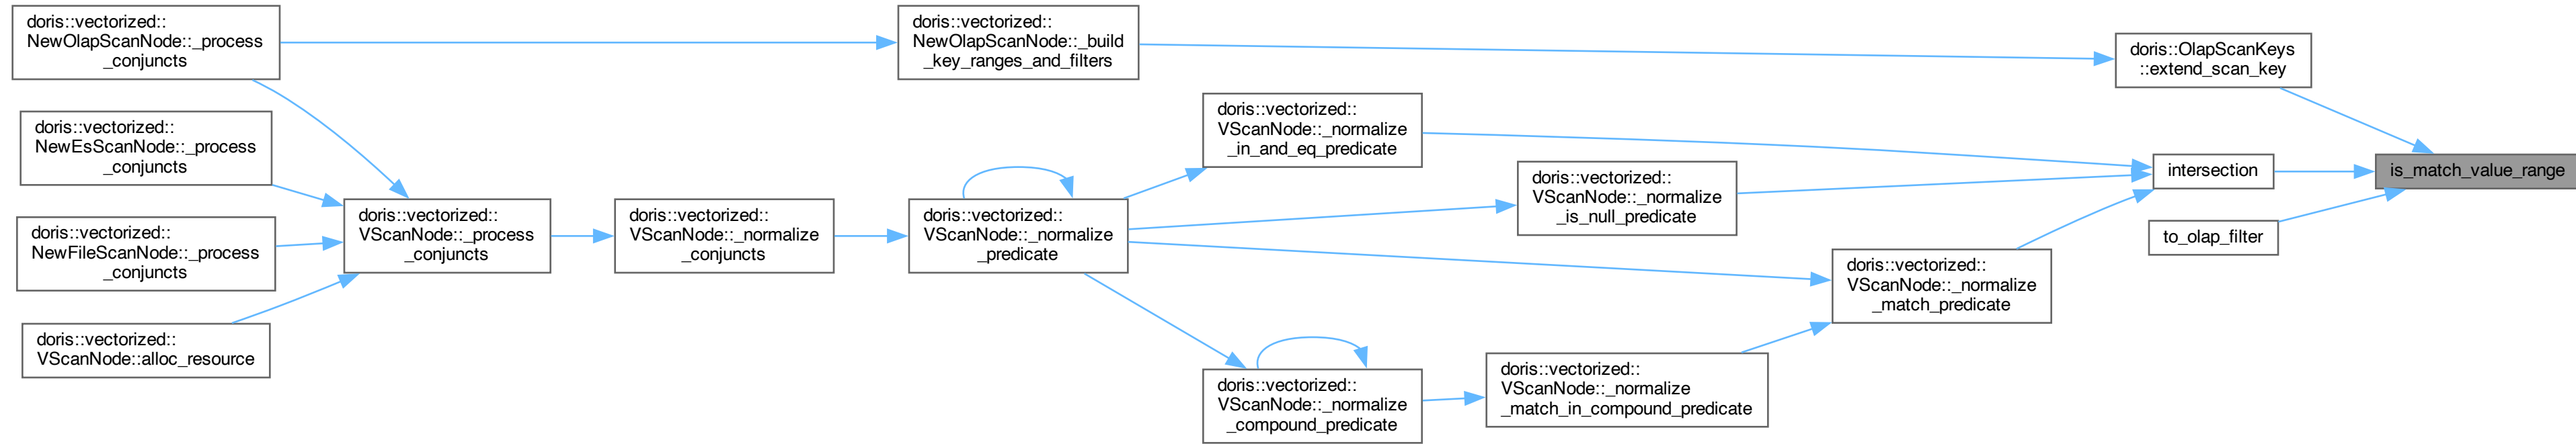 doris::vectorized::
NewOlapScanNode::_process
_conjuncts
doris::vectorized::
NewEsScanNode::_process
_conjuncts
doris::vectorized::
NewFileScanNode::_process
_conjuncts
doris::vectorized::
VScanNode::alloc_resource
doris::vectorized::
VScanNode::_process
_conjuncts
doris::vectorized::
VScanNode::_normalize
_conjuncts
doris::vectorized::
NewOlapScanNode::_build
_key_ranges_and_filters
doris::vectorized::
VScanNode::_normalize
_predicate
doris::vectorized::
VScanNode::_normalize
_in_and_eq_predicate
doris::vectorized::
VScanNode::_normalize
_compound_predicate
doris::vectorized::
VScanNode::_normalize
_is_null_predicate
doris::vectorized::
VScanNode::_normalize
_match_in_compound_predicate
doris::vectorized::
VScanNode::_normalize
_match_predicate
doris::OlapScanKeys
::extend_scan_key
intersection
to_olap_filter
is_match_value_range